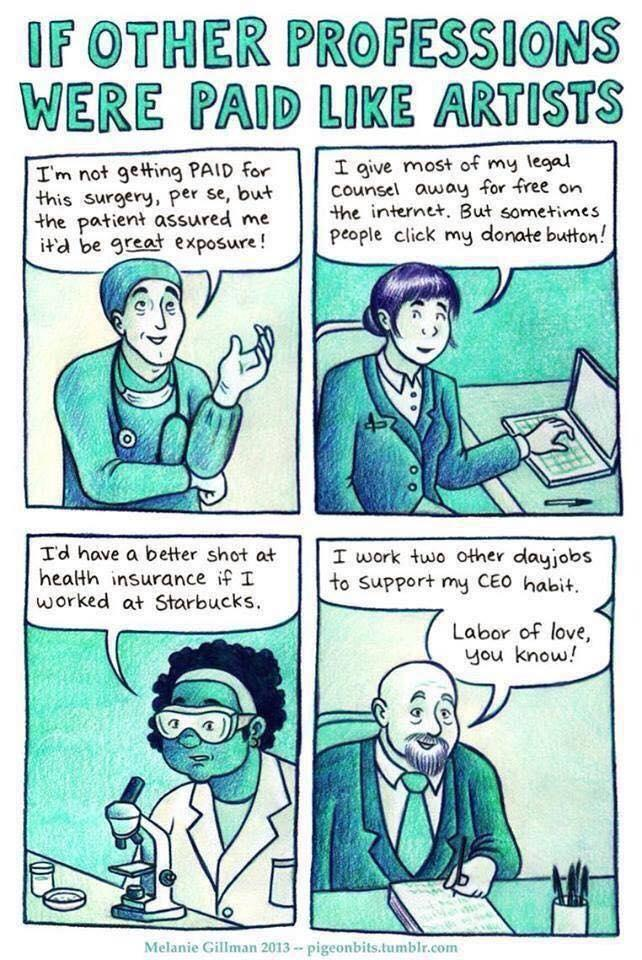 IF OTHER PROFESSIONS
WERE PAID LIKE ARTISTS
I'm not getting PAID for
this surgery, per se, but
the patient assured me
it'd be great exposure!
I give most of my legal
counsel away for free on
the internet. But sometimes
people click my donate button!
I'd have a better shot at
health insurance if I
worked at Starbucks.
I work two other dayjobs
to support my CEO habit.
Labor of love,
you know!
Melanie Gillman 2013 -- pigeonbits.tumblr.com